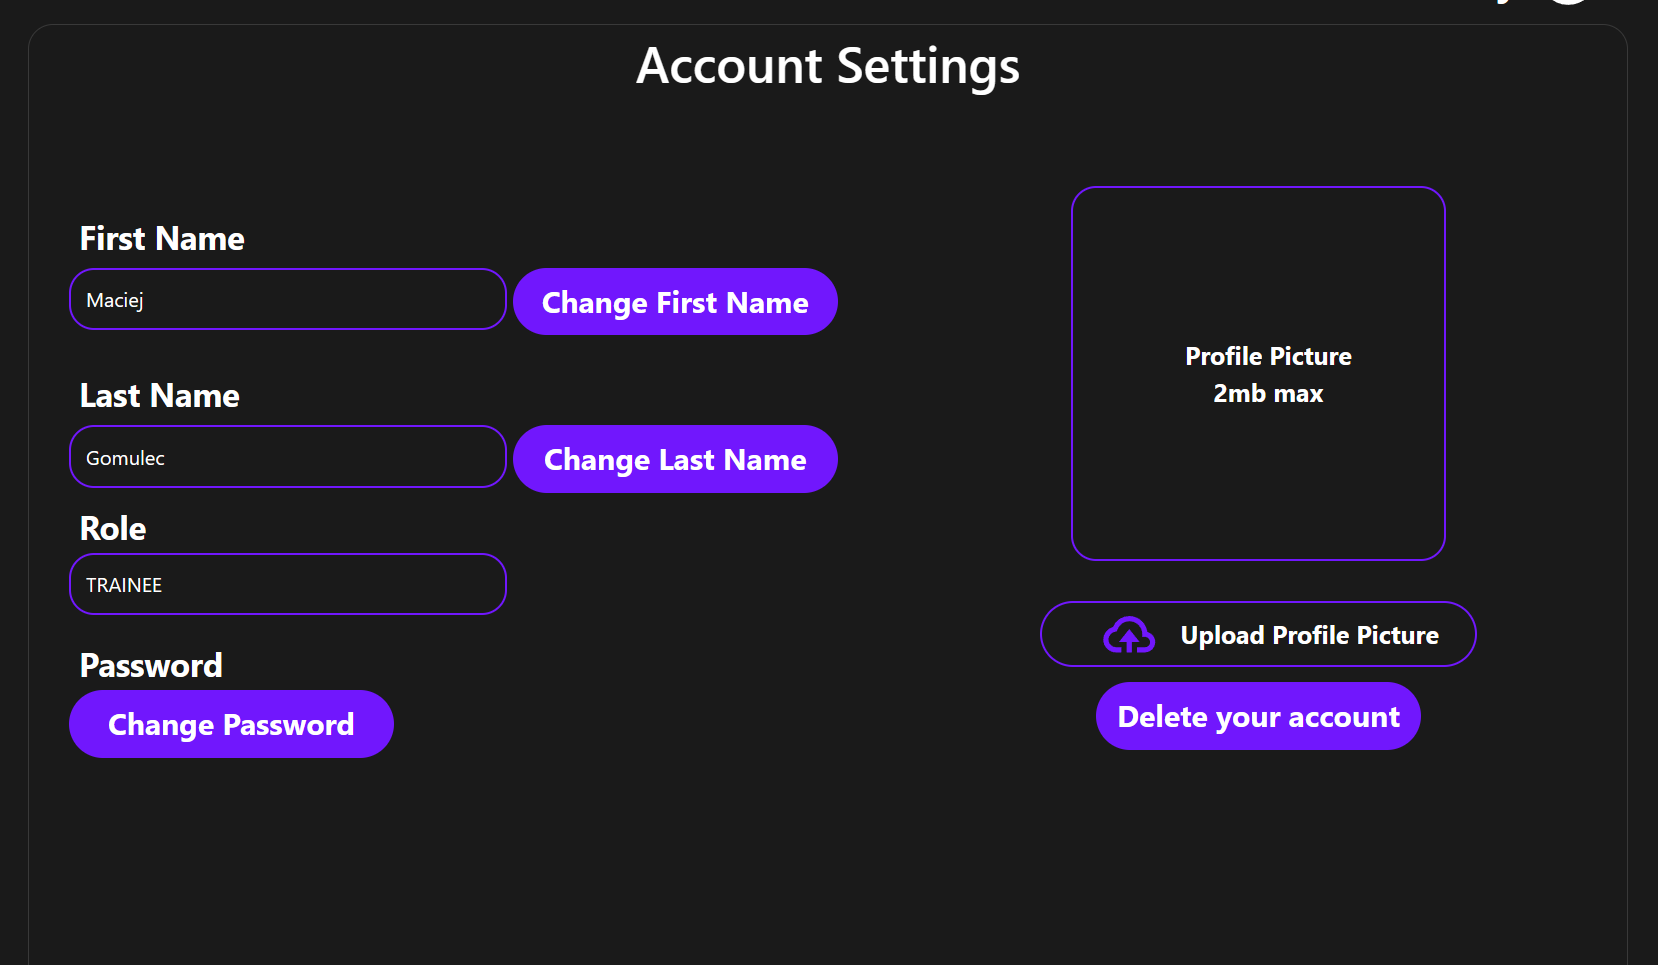 Account Settings
First Name
Maciej
Change First Name
Last Name
Gomulec
Change Last Name
Role
TRAINEE
Password
Change Password
Profile Picture
2mb max
Upload Profile Picture
Delete your account